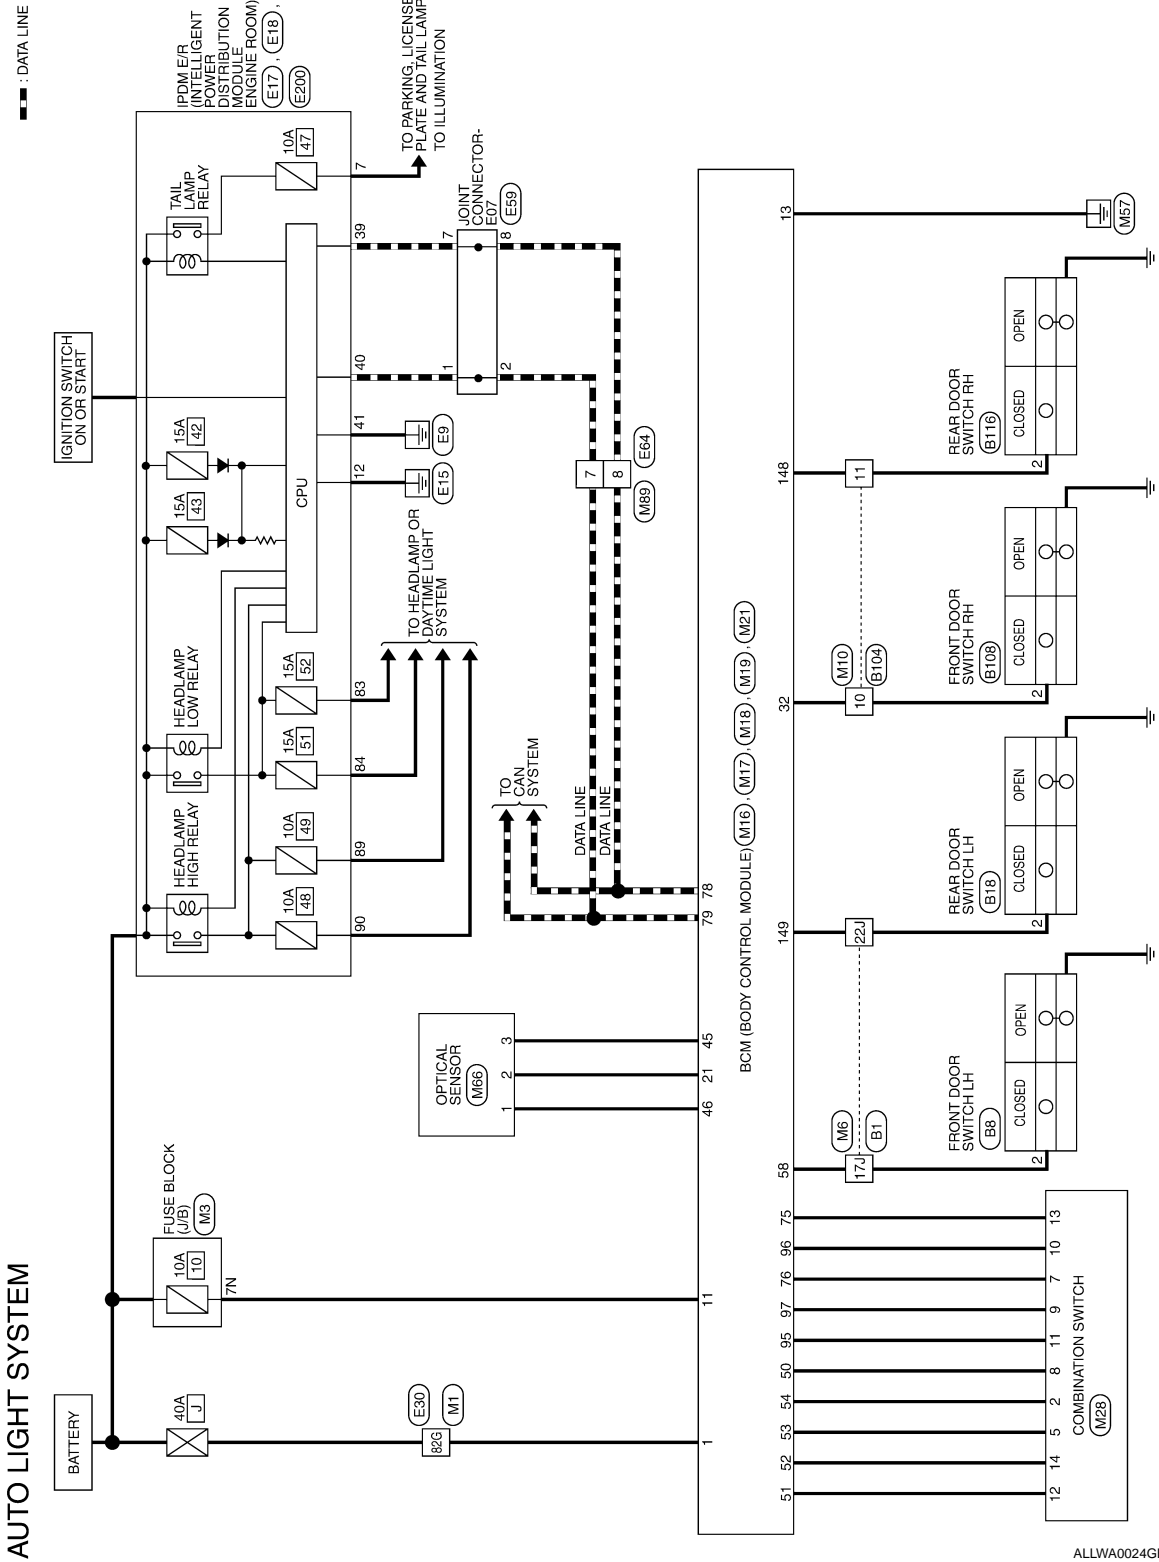 AUTO LIGHT SYSTEM
: DATA LINE
BATTERY
IGNITION SWITCH
ON OR START
IPDM E/R
(INTELLIGENT
POWER
DISTRIBUTION
MODULE
ENGINE ROOM)
E17 , E18 ,
E200
40A
J
FUSE BLOCK
(J/B)
M3
10A
10
7N
HEADLAMP
HIGH RELAY
HEADLAMP
LOW RELAY
15A
43
15A
42
TAIL
LAMP
RELAY
10A
48
10A
49
15A
51
15A
52
CPU
10A
47
90
89
84
83
12
41
40
39
7
TO HEADLAMP OR
DAYTIME LIGHT
SYSTEM
E15
E9
TO PARKING, LICENSE
PLATE AND TAIL LAMP
TO ILLUMINATION
JOINT
CONNECTOR-
E07
E59
1
7
2
8
E30
M1
82G
OPTICAL
SENSOR
M66
1
2
3
TO
CAN
SYSTEM
DATA LINE
DATA LINE
7
8
M89
E64
1
11
46
21
45
79
78
BCM (BODY CONTROL MODULE) M16 , M17 , M18 , M19 , M21
51
52
53
54
50
95
97
76
96
75
58
149
32
148
13
M6
B1
17J
22J
M10
B104
10
11
M57
12
14
5
2
8
11
9
7
10
13
COMBINATION SWITCH
M28
FRONT DOOR
SWITCH LH
B8
2
CLOSED
OPEN
REAR DOOR
SWITCH LH
B18
2
CLOSED
OPEN
FRONT DOOR
SWITCH RH
B108
2
CLOSED
OPEN
REAR DOOR
SWITCH RH
B116
2
CLOSED
OPEN